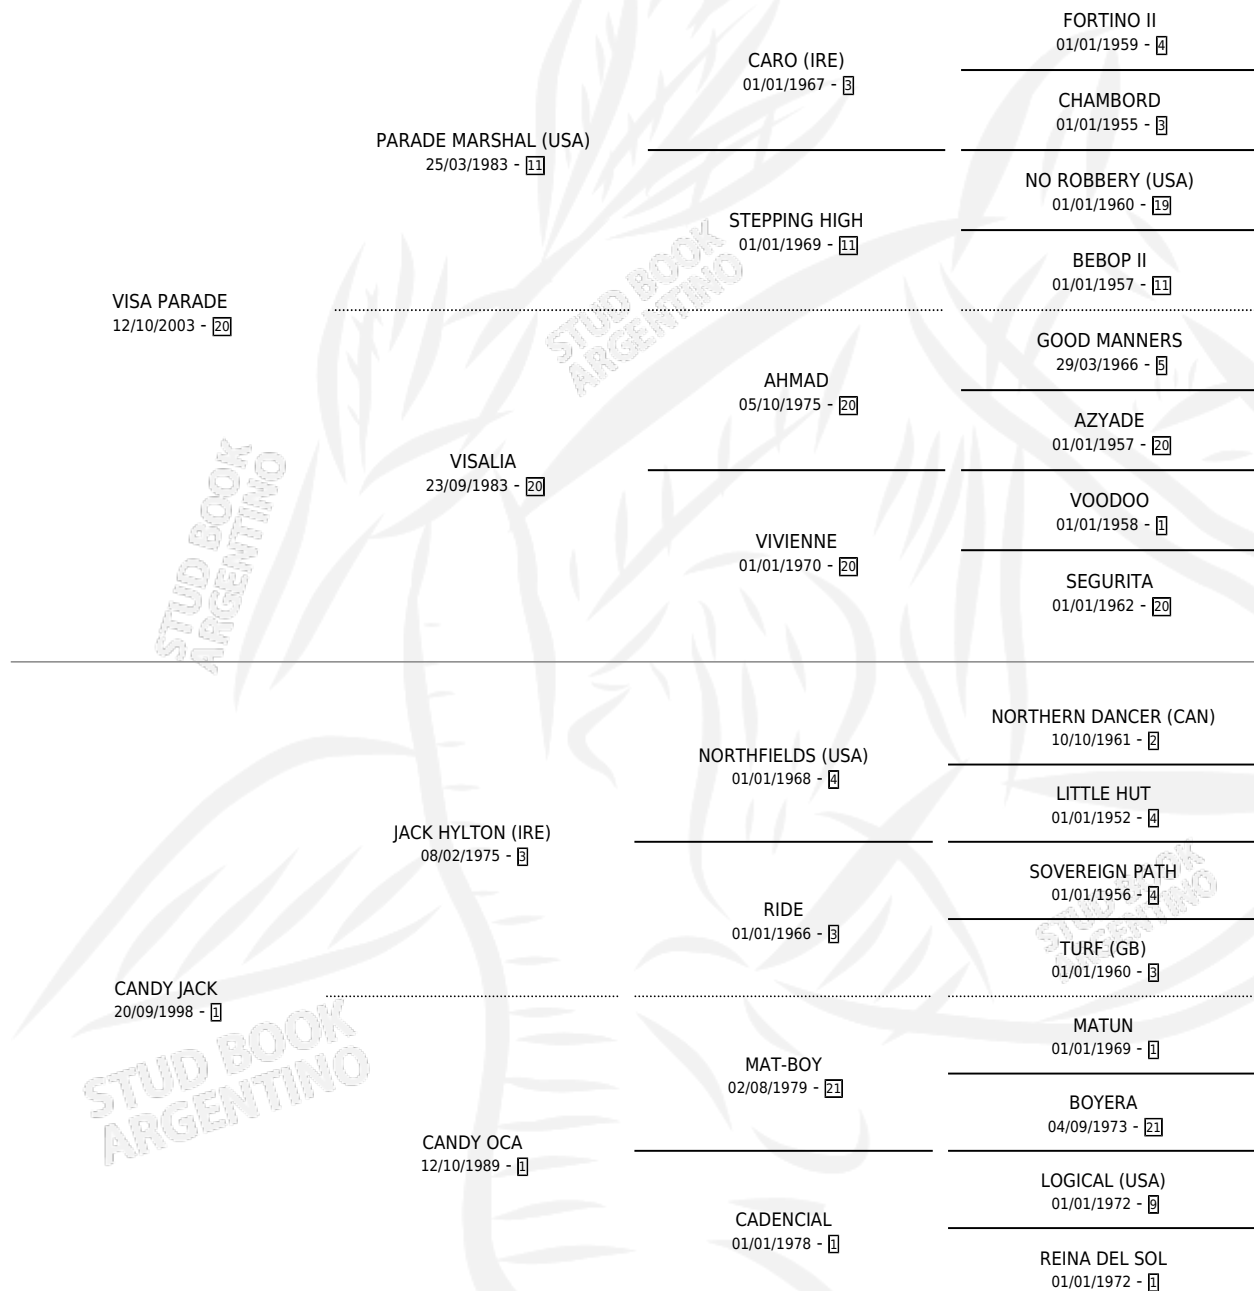 FORTINO II
01/01/1959 - 4
CARO (IRE)
01/01/1967 - 3
CHAMBORD
01/01/1955 - 3
PARADE MARSHAL (USA)
25/03/1983 - 11
NO ROBBERY (USA)
01/01/1960 - 19
STEPPING HIGH
01/01/1969 - 11
BEBOP II
01/01/1957 - 11
VISA PARADE
12/10/2003 - 20
GOOD MANNERS
29/03/1966 - 5
AHMAD
05/10/1975 - 20
AZYADE
01/01/1957 - 20
VISALIA
23/09/1983 - 20
VOODOO
01/01/1958 - 1
VIVIENNE
01/01/1970 - 20
SEGURITA
01/01/1962 - 20
STUD BOOK
ARGENTINO
STUD BOOK
ARGENTINO
NORTHERN DANCER (CAN)
10/10/1961 - 2
NORTHFIELDS (USA)
01/01/1968 - 4
LITTLE HUT
01/01/1952 - 4
JACK HYLTON (IRE)
08/02/1975 - 3
SOVEREIGN PATH
01/01/1956 - 4
RIDE
01/01/1966 - 3
TURF (GB)
01/01/1960 - 3
CANDY JACK
20/09/1998 - 1
MATUN
01/01/1969 - 1
MAT-BOY
02/08/1979 - 21
BOYERA
04/09/1973 - 21
CANDY OCA
12/10/1989 - 1
LOGICAL (USA)
01/01/1972 - 9
CADENCIAL
01/01/1978 - 1
REINA DEL SOL
01/01/1972 - 1
STUD BOOK
ARGENTINO
STUD BOOK
ARGENTINO